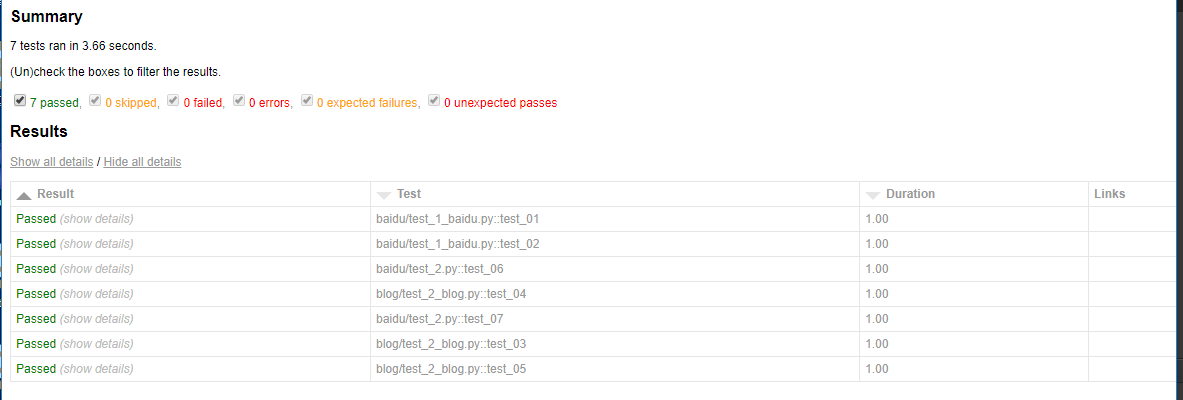 Summary
7 tests ran in 3.66 seconds.
(Un)check the boxes to filter the results.
7 passed, 0 skipped, 0 failed, 0 errors, 0 expected failures, 0 unexpected passes
Results
Show all details / Hide all details
Result Test Duration Links
Passed (show details) baidu/test_1_baidu.py::test_01 1.00
Passed (show details) baidu/test_1_baidu.py::test_02 1.00
Passed (show details) baidu/test_2.py::test_06 1.00
Passed (show details) blog/test_2_blog.py::test_04 1.00
Passed (show details) baidu/test_2.py::test_07 1.00
Passed (show details) blog/test_2_blog.py::test_03 1.00
Passed (show details) blog/test_2_blog.py::test_05 1.00